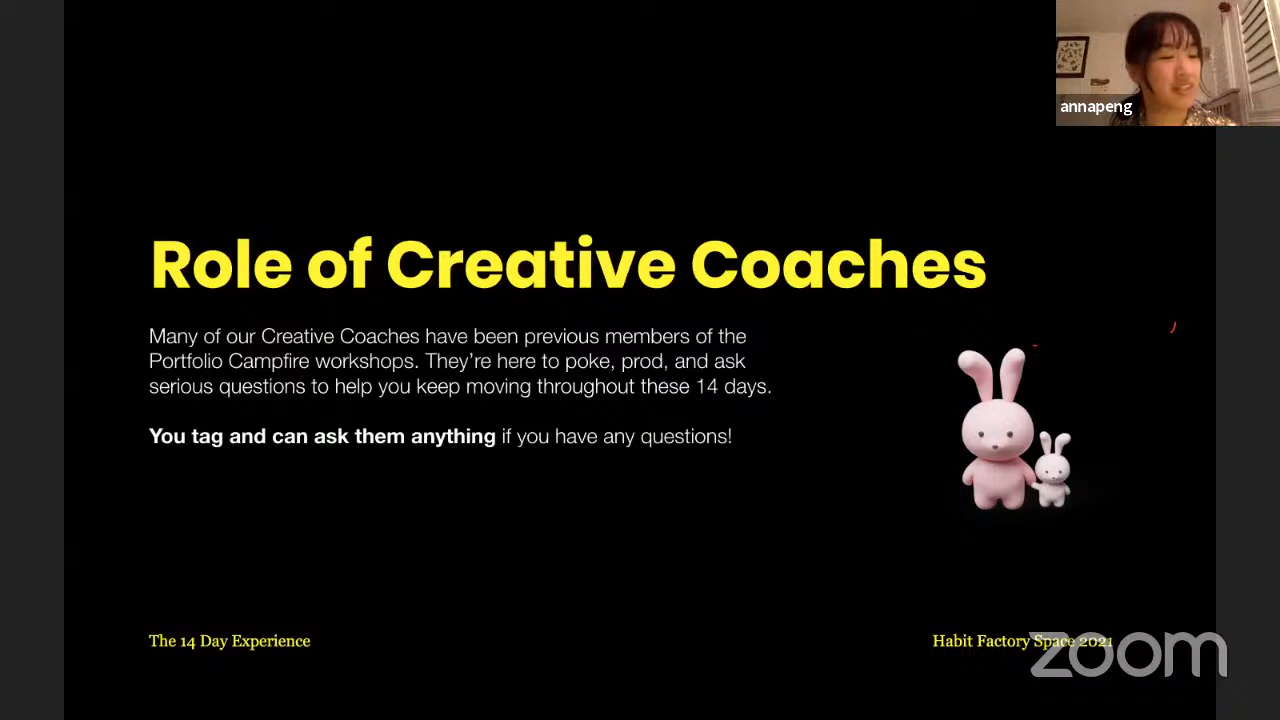 annapeng
Role of Creative Coaches
Many of our Creative Coaches have been previous members of the
Portfolio Campfire workshops. They’re here to poke, prod, and ask
serious questions to help you keep moving throughout these 14 days.
You tag and can ask them anything if you have any questions!
The 14 Day Experience
Habit Factory Space 2021
zoom